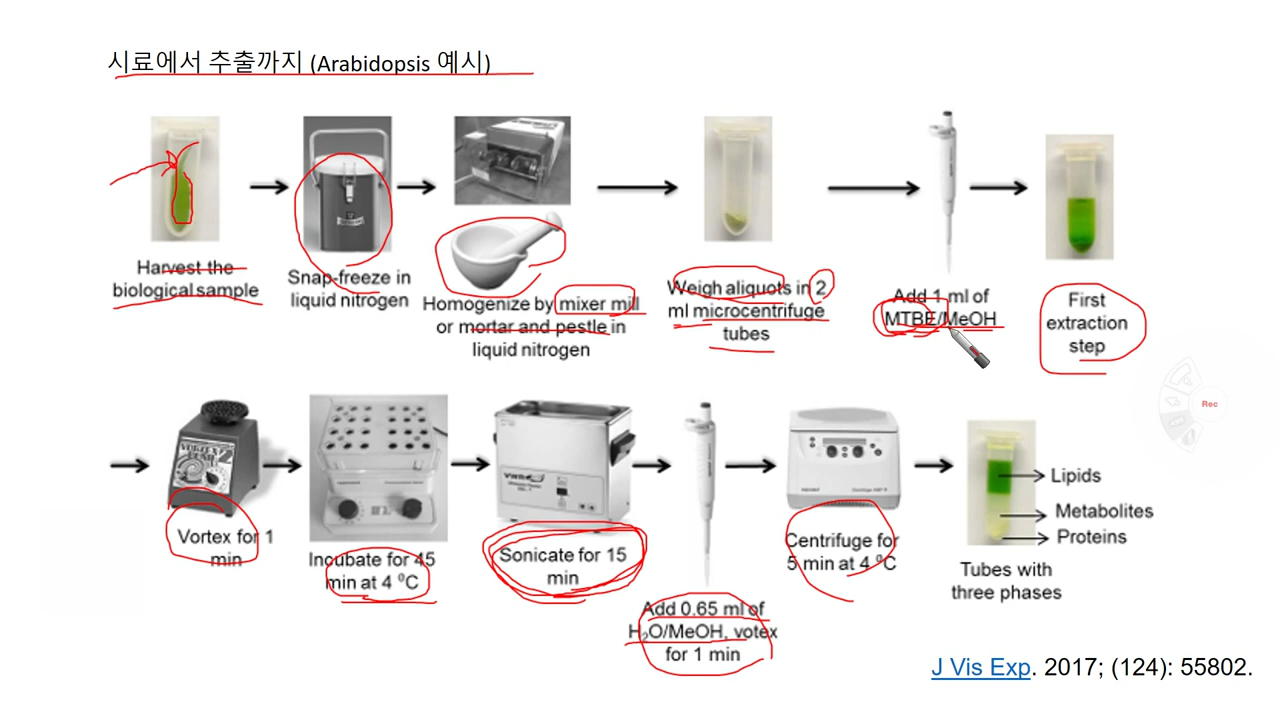 시료에서 추출까지 (Arabidopsis 예시)
Harvest the
biological sample
Snap-freeze in
liquid nitrogen
Homogenize by mixer mill
or mortar and pestle in
liquid nitrogen
Weigh aliquots in 2
ml microcentrifuge
tubes
Add 1 ml of
MTBE/MeOH
First
extraction
step
Rec
Vortex for 1
min
Incubate for 45
min at 4 ⁰C
Sonicate for 15
min
Add 0.65 ml of
H₂O/MeOH, votex
for 1 min
Centrifuge for
5 min at 4 ⁰C
Lipids
Metabolites
Proteins
Tubes with
three phases
J Vis Exp. 2017; (124): 55802.